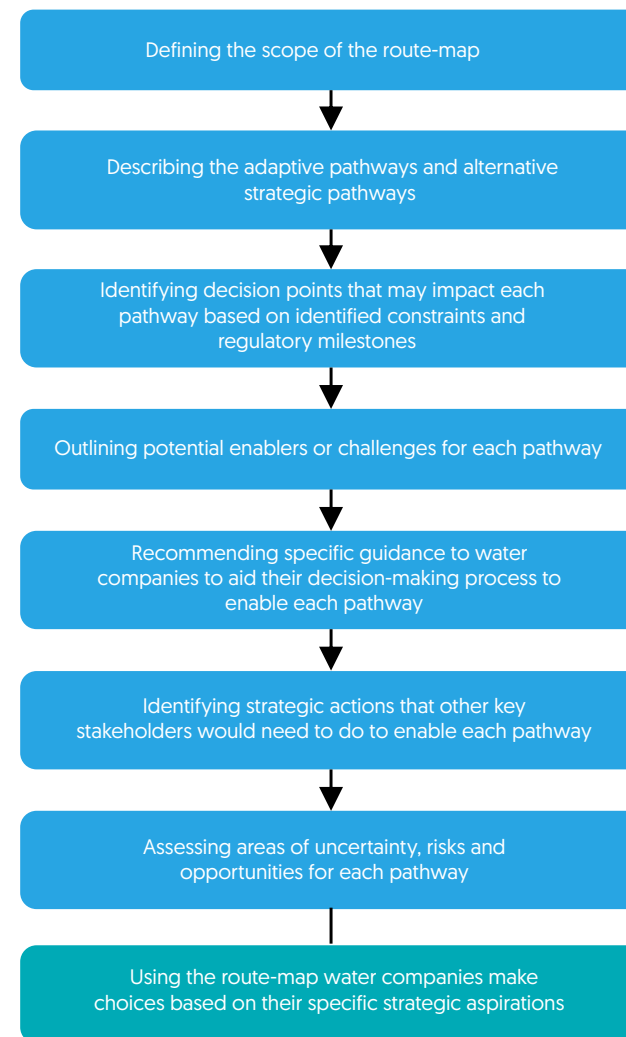 Defining the scope of the route-map
Describing the adaptive pathways and alternative
strategic pathways
Identifying decision points that may impact each
pathway based on identified constraints and
regulatory milestones
Outlining potential enablers or challenges for each pathway
Recommending specific guidance to water
companies to aid their decision-making process to
enable each pathway
Identifying strategic actions that other key
stakeholders would need to do to enable each pathway
Assessing areas of uncertainty, risks and
opportunities for each pathway
Using the route-map water companies make
choices based on their specific strategic aspirations